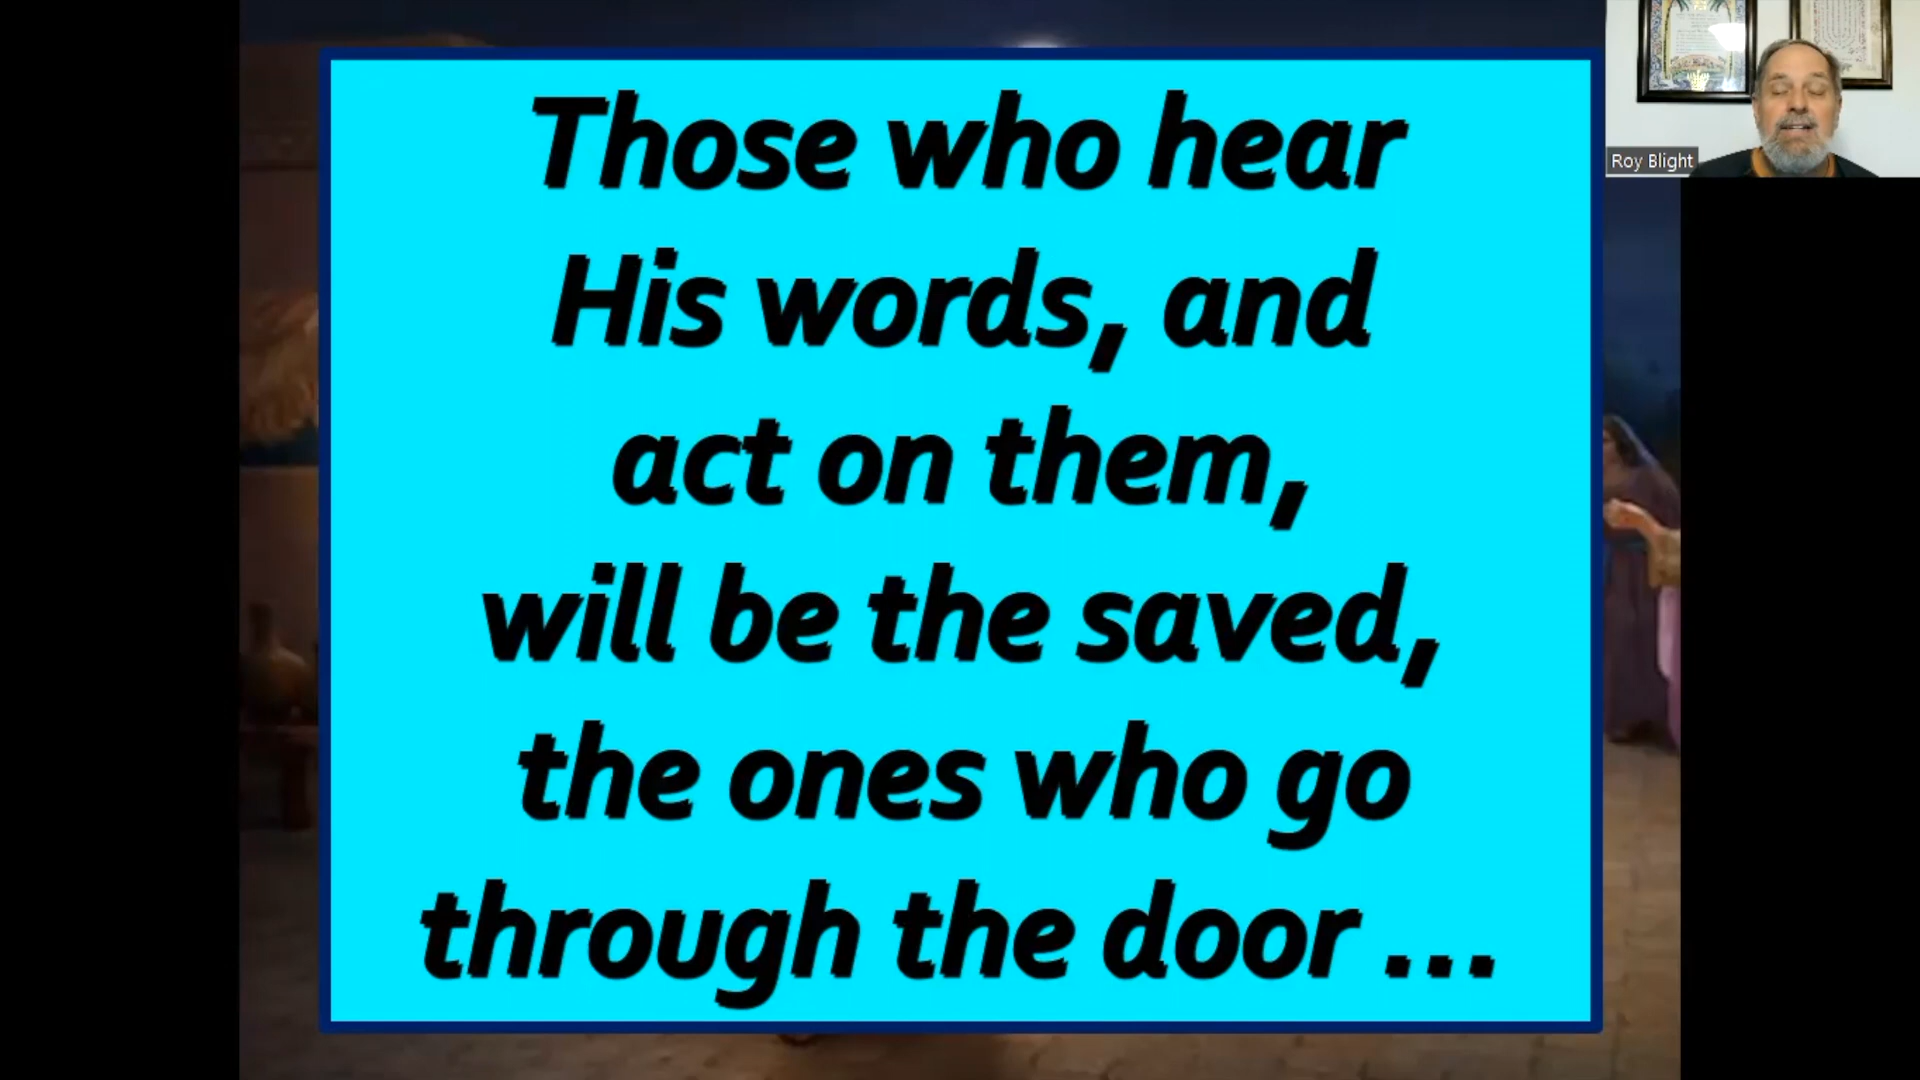 Those who hear
His words, and
act on them,
will be the saved,
the ones who go
through the door ...
Roy Blight